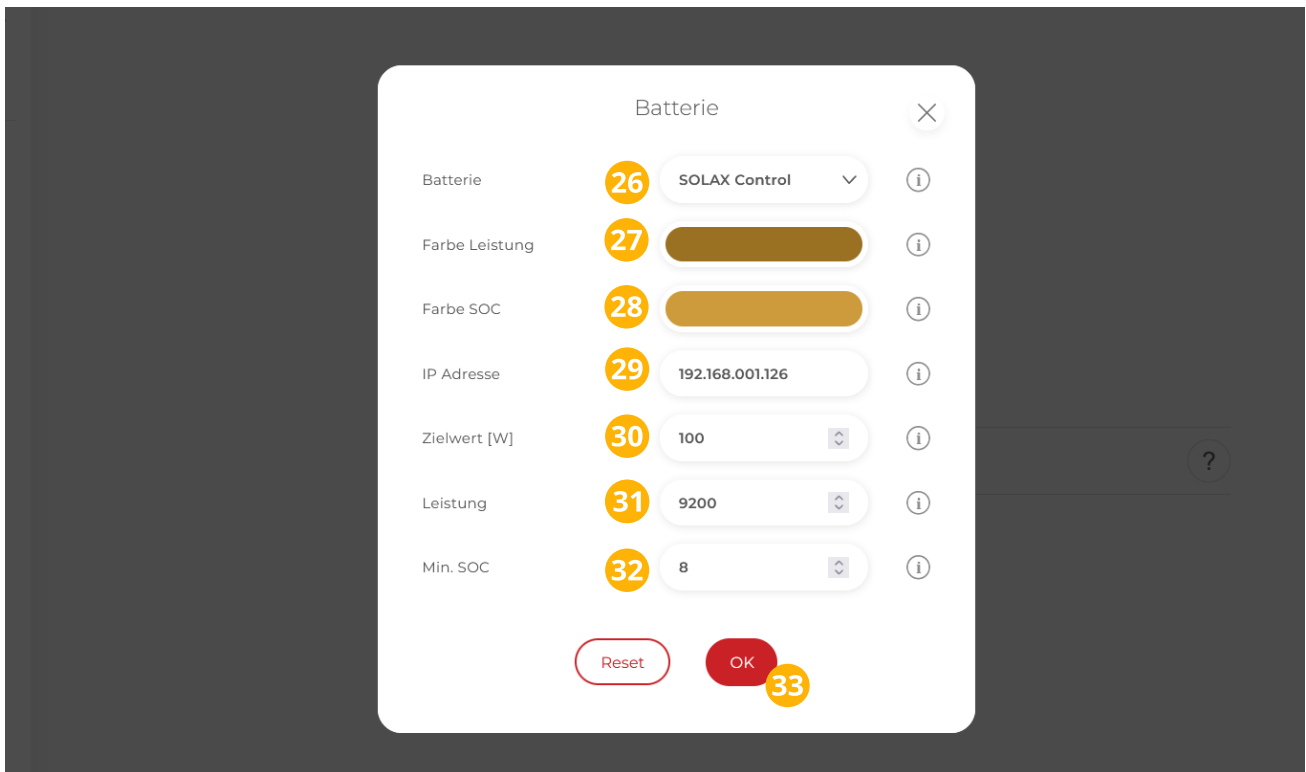 Batterie
Batterie 26 SOLAX Control
Farbe Leistung 27
Farbe SOC 28
IP Adresse 29 192.168.001.126
Zielwert [W] 30 100
?
Leistung 31 9200
Min. SOC 32 8
Reset OK
33